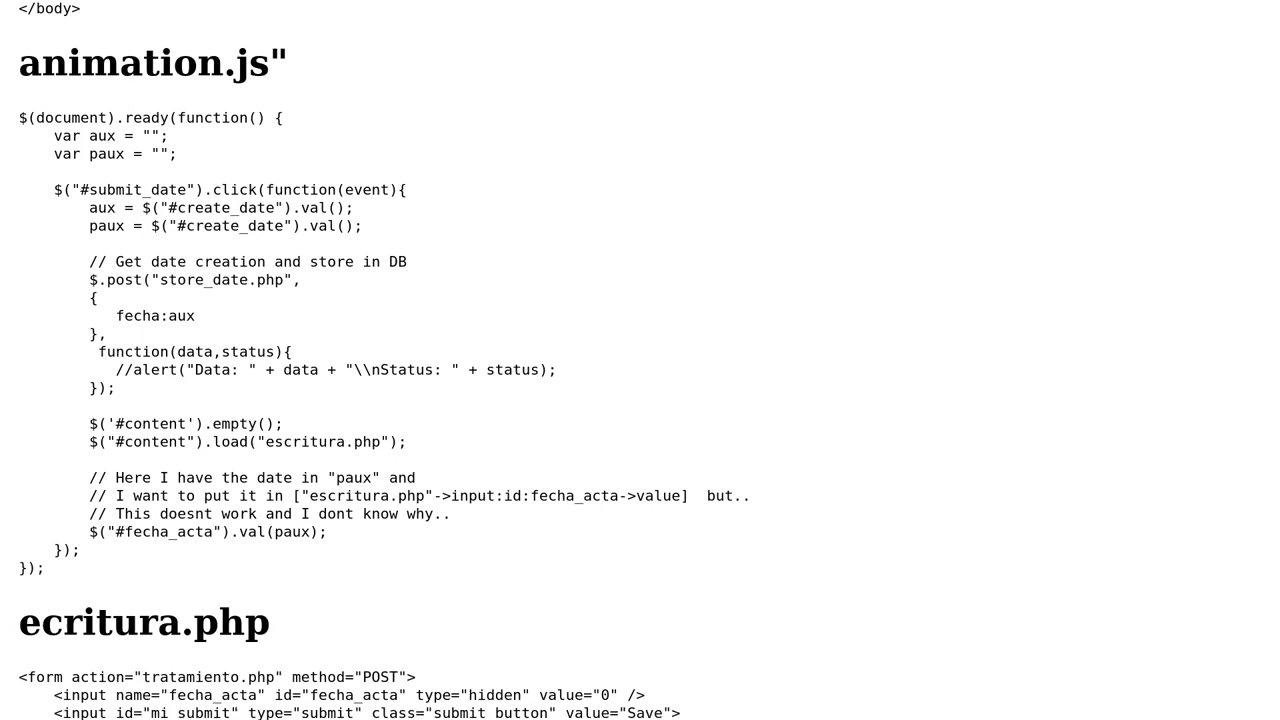 </body>
animation.js"
$(document).ready(function() {
    var aux = "";
    var paux = "";
    $("#submit_date").click(function(event){
        aux = $("#create_date").val();
        paux = $("#create_date").val();
        // Get date creation and store in DB
        $.post("store_date.php",
        {
           fecha:aux
        },
         function(data,status){
           //alert("Data: " + data + "\\nStatus: " + status);
        });
        $('#content').empty();
        $("#content").load("escritura.php");
        // Here I have the date in "paux" and
        // I want to put it in ["escritura.php"->input:id:fecha_acta->value]  but..
        // This doesnt work and I dont know why..
        $("#fecha_acta").val(paux);
    });
});
ecritura.php
<form action="tratamiento.php" method="POST">
    <input name="fecha_acta" id="fecha_acta" type="hidden" value="0" />
    <input id="mi_submit" type="submit" class="submit_button" value="Save">